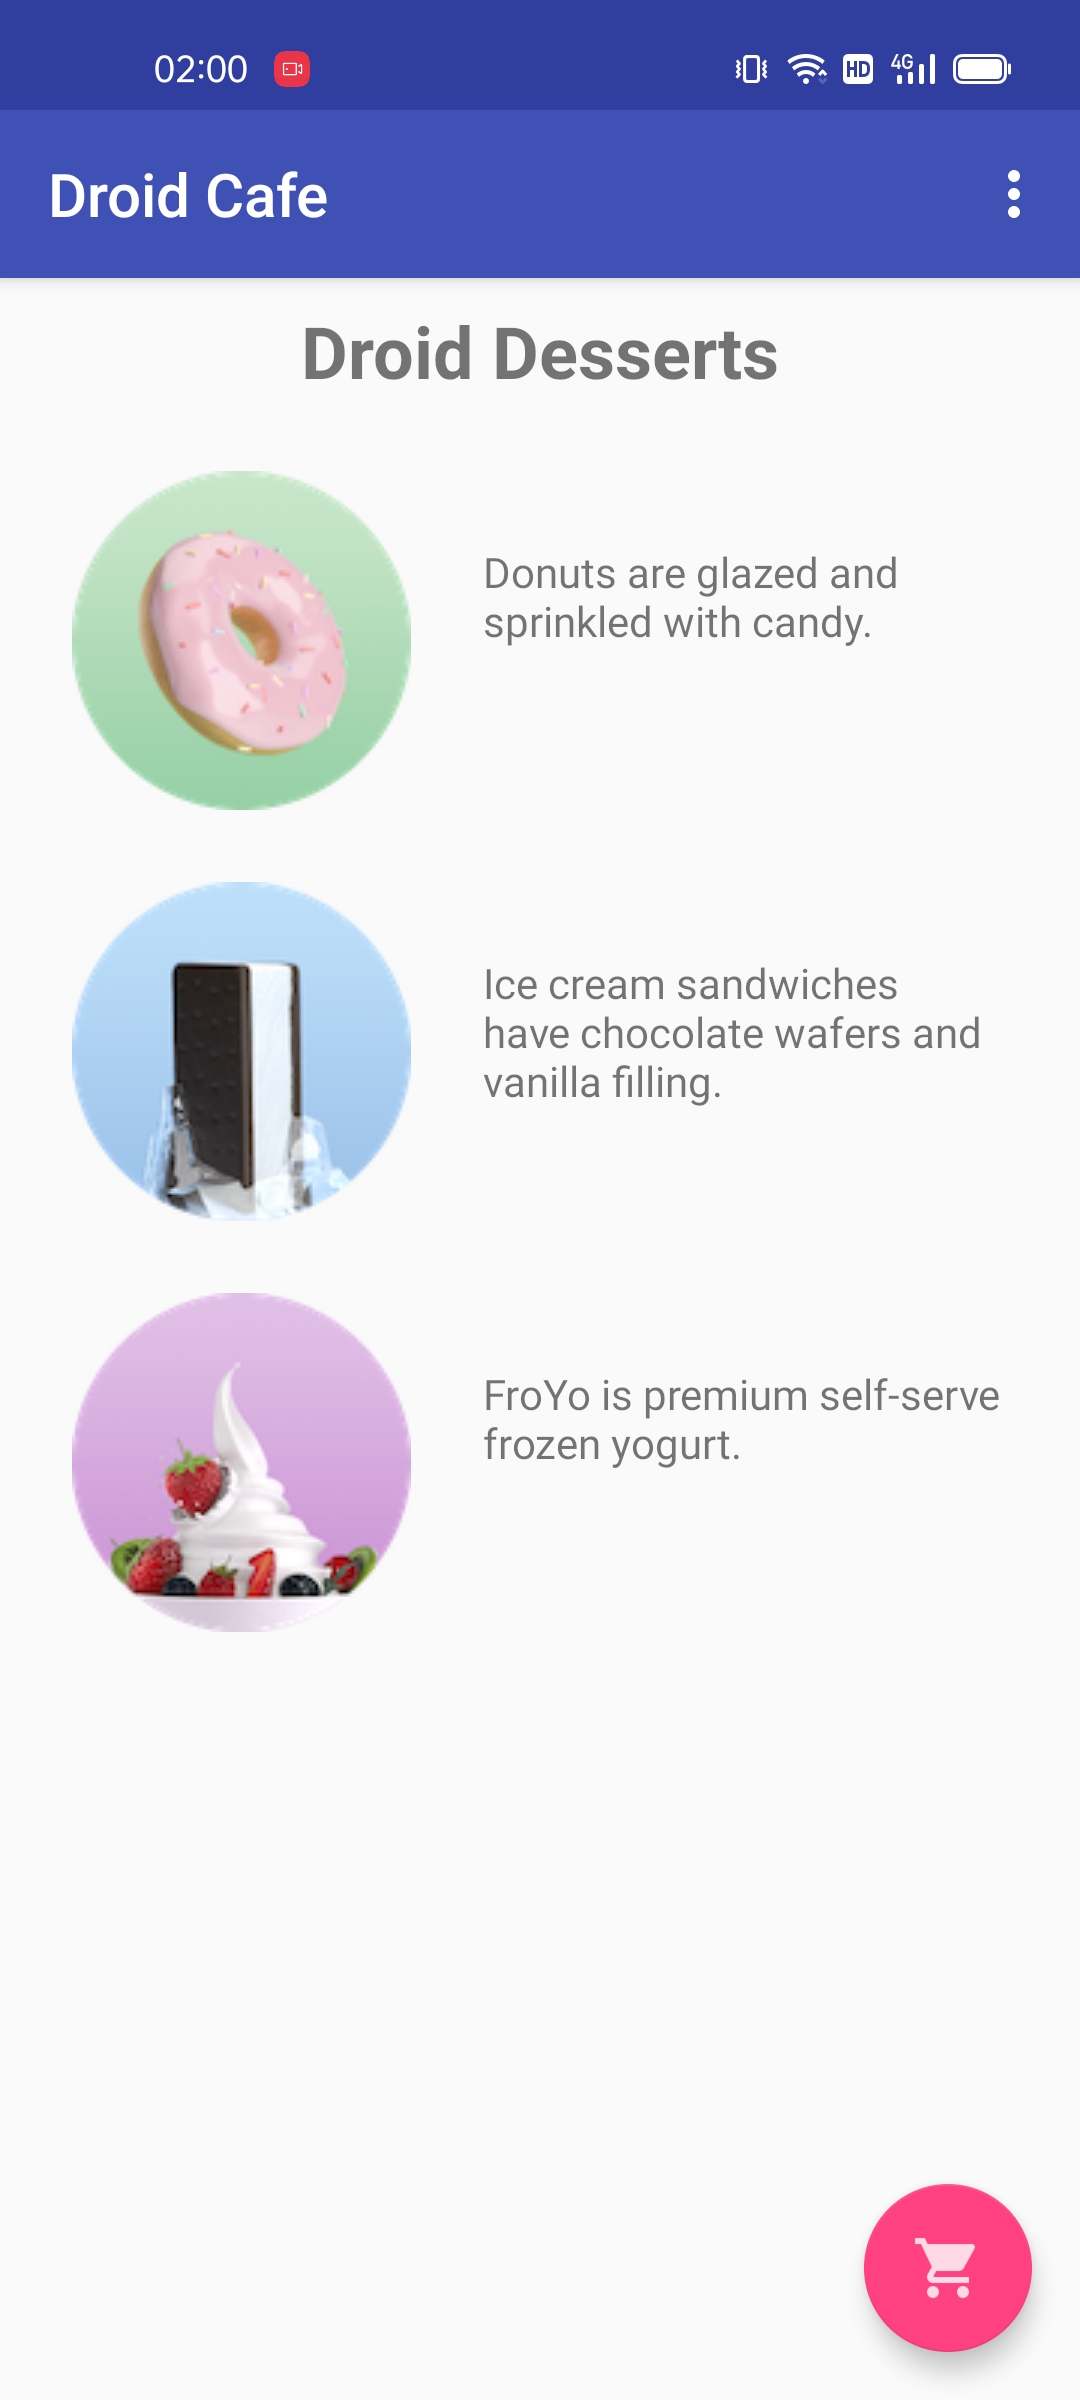 02:00
HD
4G
Droid Cafe
Droid Desserts
Donuts are glazed and
sprinkled with candy.
Ice cream sandwiches
have chocolate wafers and
vanilla filling.
FroYo is premium self-serve
frozen yogurt.